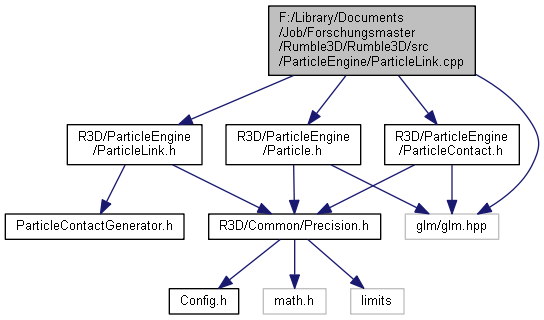 F:/Library/Documents
/Job/Forschungsmaster
/Rumble3D/Rumble3D/src
/ParticleEngine/ParticleLink.cpp
R3D/ParticleEngine
/ParticleLink.h
R3D/ParticleEngine
/Particle.h
R3D/ParticleEngine
/ParticleContact.h
ParticleContactGenerator.h
R3D/Common/Precision.h
glm/glm.hpp
Config.h
math.h
limits